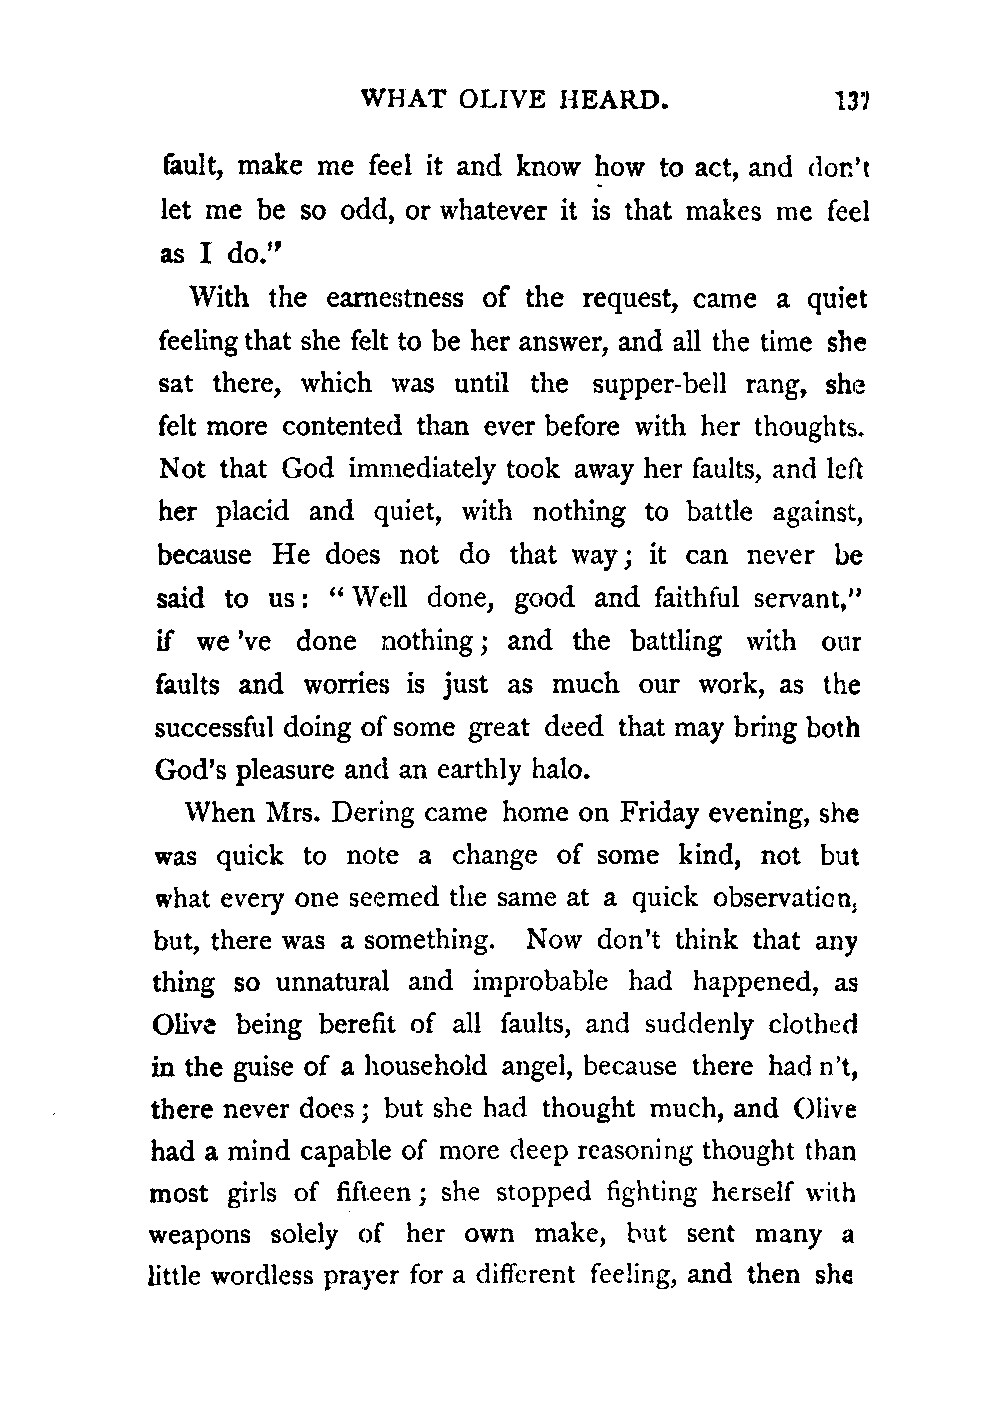 WHAT OLIVE HEARD. 137
fault, make me feel it and know how to act, and don't
let me be so odd, or whatever it is that makes me feel
as I do."
With the earnestness of the request, came a quiet
feeling that she felt to be her answer, and all the time she
sat there, which was until the supper-bell rang, she
felt more contented than ever before with her thoughts.
Not that God immediately took away her faults, and left
her placid and quiet, with nothing to battle against,
because He does not do that way; it can never be
said to us: "Well done, good and faithful servant,"
if we 've done nothing; and the battling with our
faults and worries is just as much our work, as the
successful doing of some great deed that may bring both
God's pleasure and an earthly halo.
When Mrs. Dering came home on Friday evening, she
was quick to note a change of some kind, not but
what every one seemed the same at a quick observation,
but, there was a something. Now don't think that any
thing so unnatural and improbable had happened, as
Olive being berefit of all faults, and suddenly clothed
in the guise of a household angel, because there had n't,
there never does; but she had thought much, and Olive
had a mind capable of more deep reasoning thought than
most girls of fifteen; she stopped fighting herself with
weapons solely of her own make, but sent many a
little wordless prayer for a different feeling, and then she